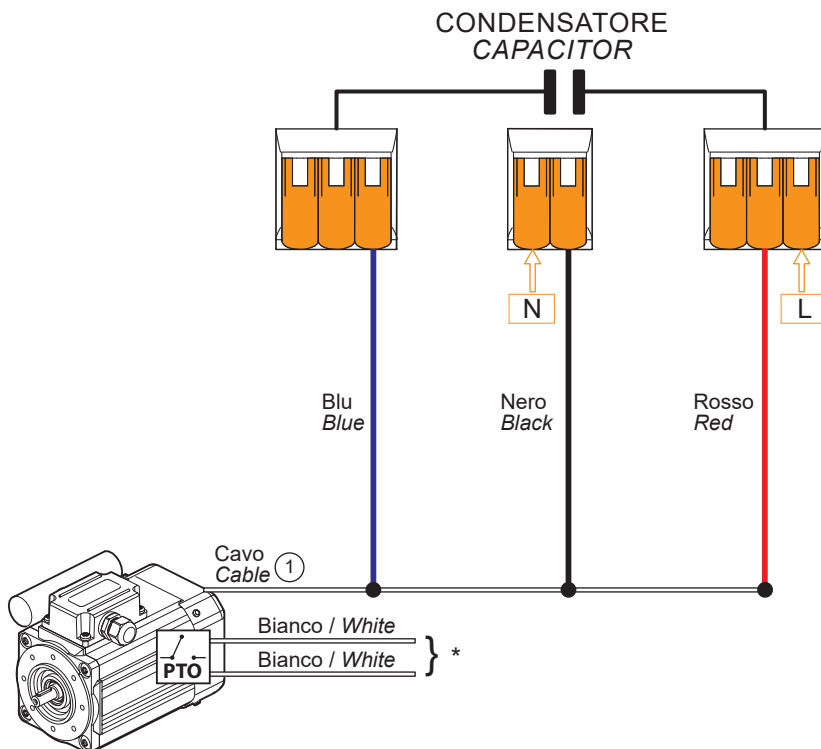 CONDENSATORE
CAPACITOR
N
L
Blu
Blue
Nero
Black
Rosso
Red
Cavo
Cable 1
Bianco / White
Bianco / White
} *
PTO